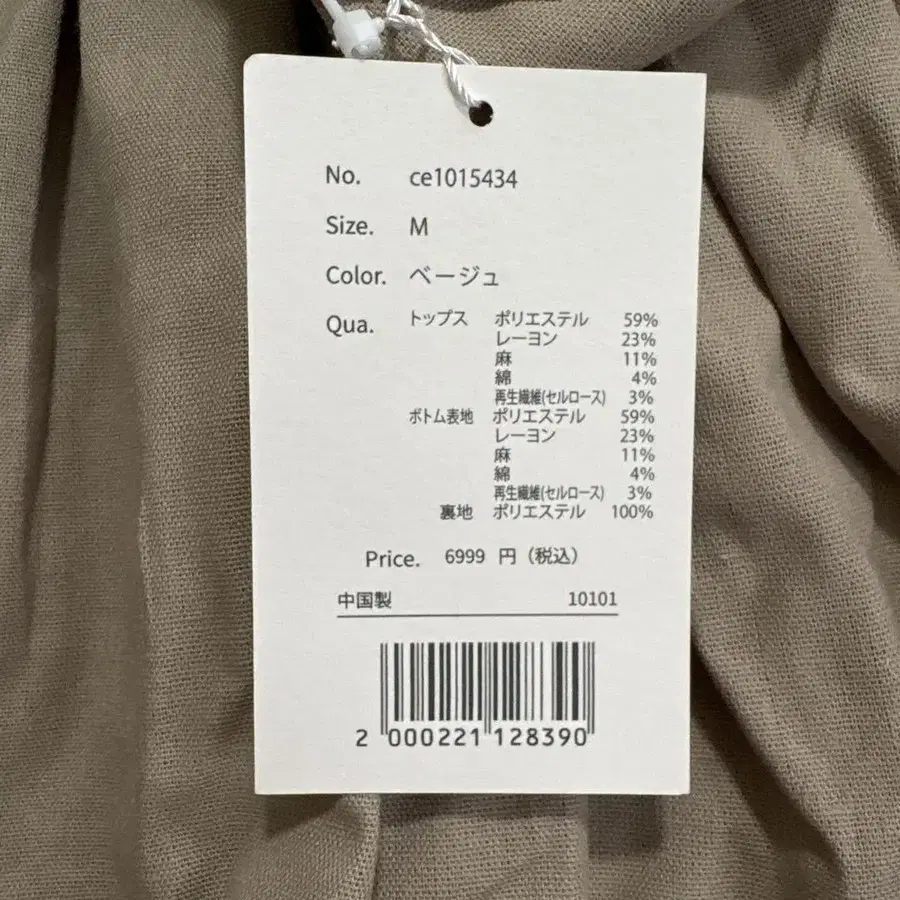 No. ce1015434
Size. M
Color. ベージュ
Qua. トップス ポリエステル 59%
レーヨン 23%
麻 11%
綿 4%
再生繊維(セルロース) 3%
ボトム表地 ポリエステル 59%
レーヨン 23%
麻 11%
綿 4%
再生繊維(セルロース) 3%
裏地 ポリエステル 100%
Price. 6999 円（税込）
中国製 10101
2 000221 128390